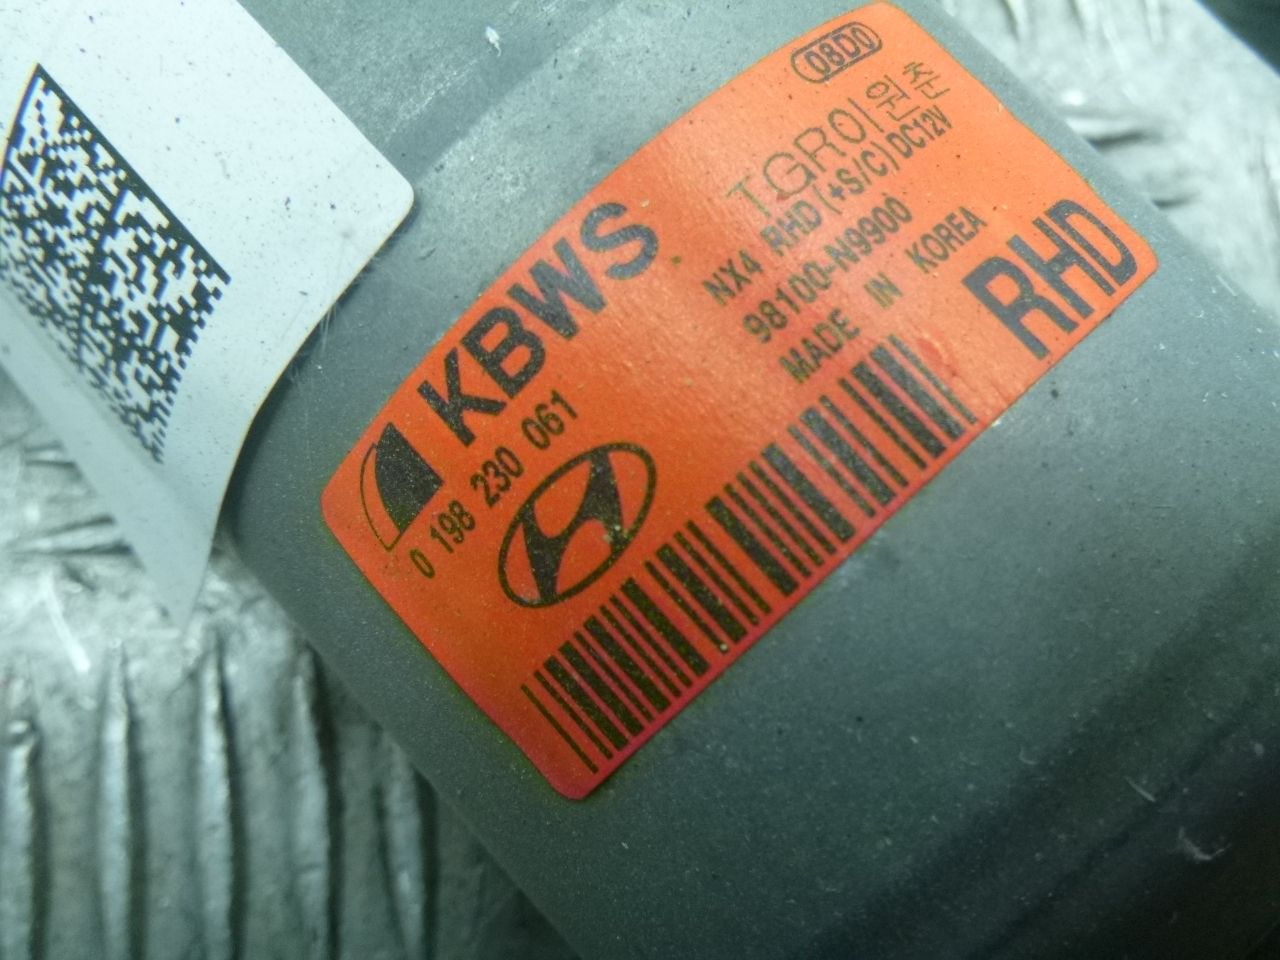 08D0
TGR이원춘
NX4 RHD (+S/C) DC12V
98100-N9900
MADE IN KOREA
RHD
KBWS
0 198 230 061